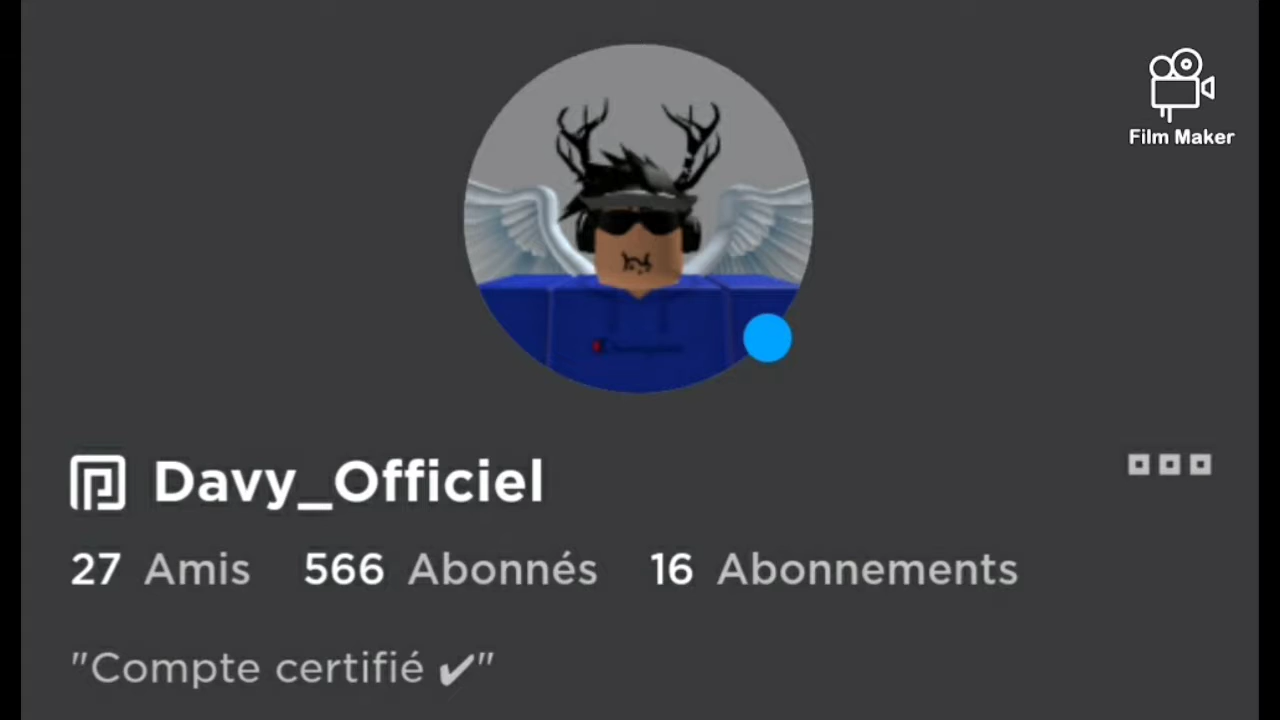 Film Maker
Davy_Officiel
27 Amis 566 Abonnés 16 Abonnements
"Compte certifié ✔"